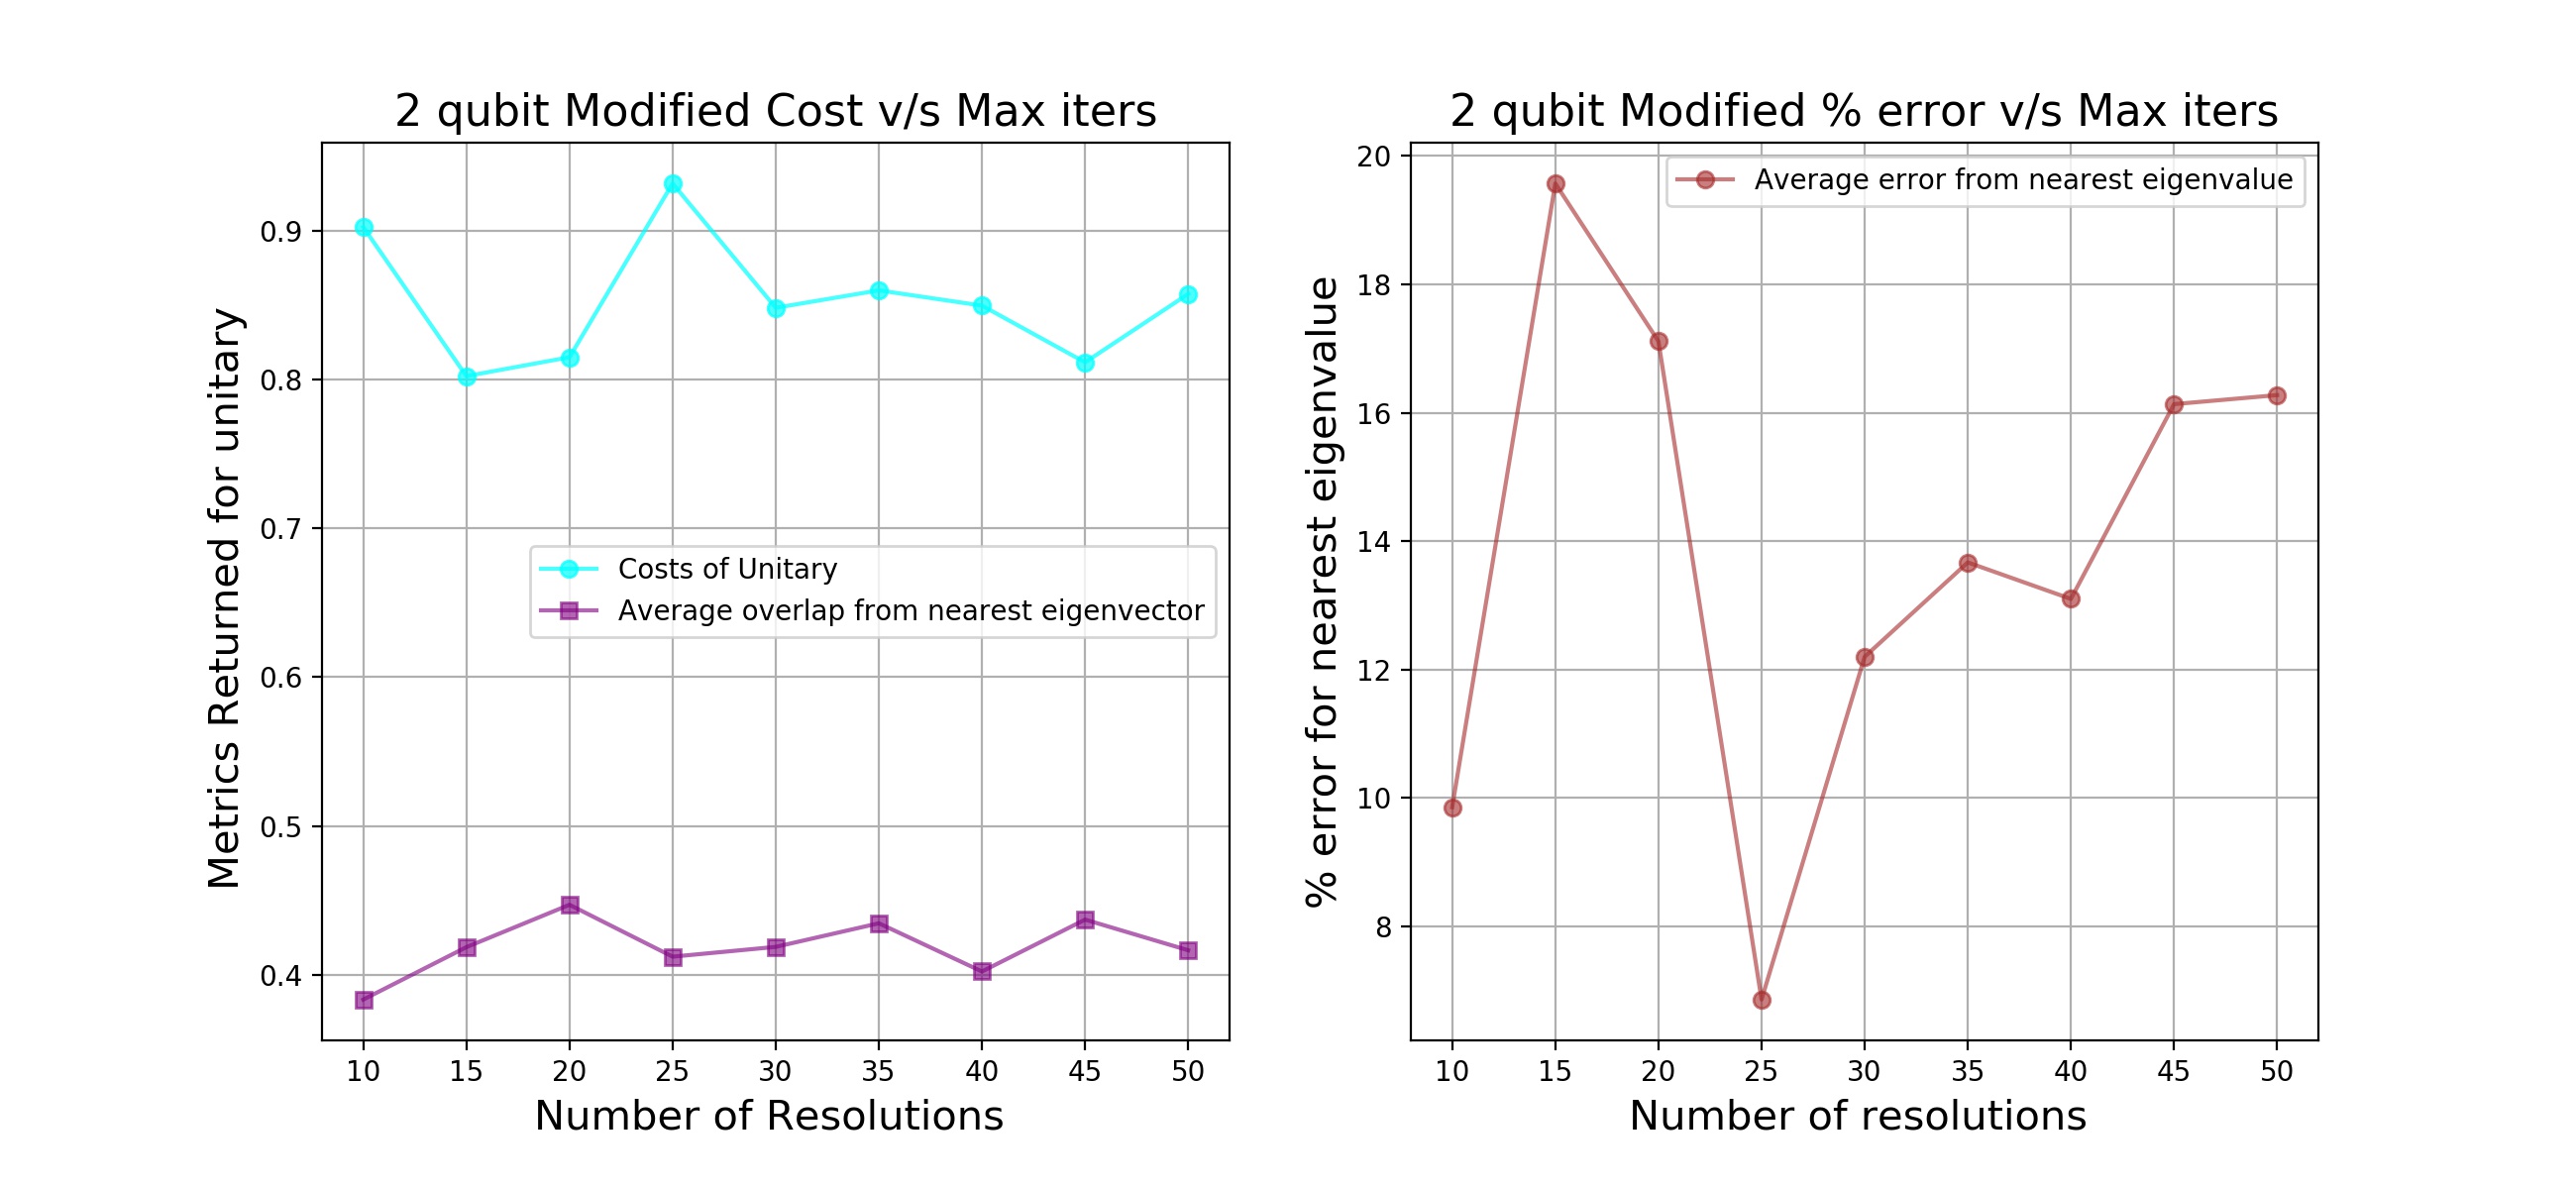 2 qubit Modified Cost v/s Max iters
Metrics Returned for unitary
0.9
0.8
0.7
0.6
0.5
0.4
Costs of Unitary
Average overlap from nearest eigenvector
10 15 20 25 30 35 40 45 50
Number of Resolutions
2 qubit Modified % error v/s Max iters
% error for nearest eigenvalue
20
18
16
14
12
10
8
Average error from nearest eigenvalue
10 15 20 25 30 35 40 45 50
Number of resolutions